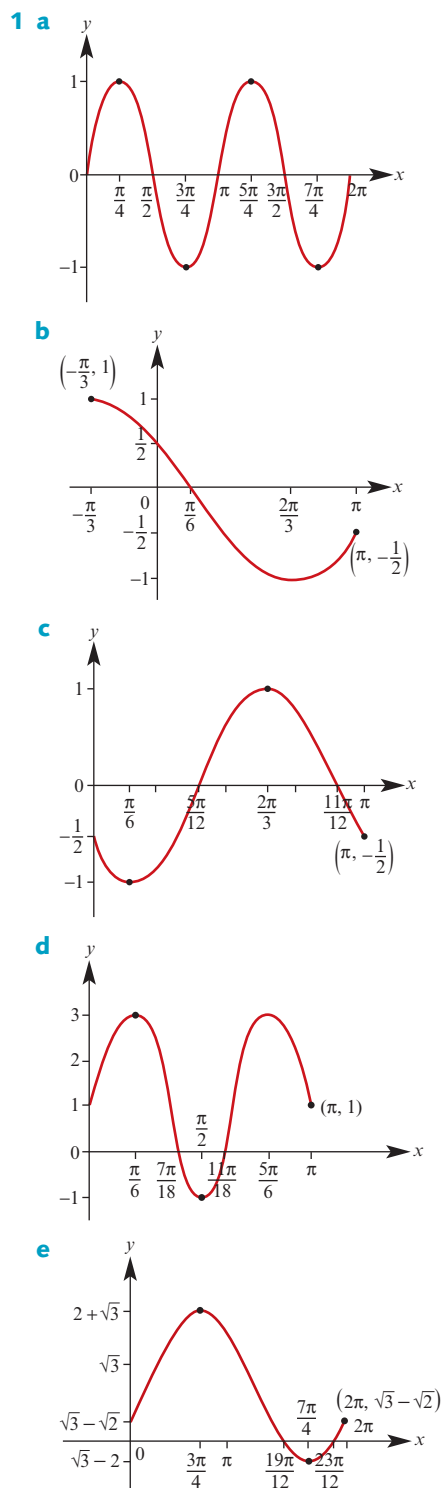 1 a
y
1
0
π/4 π/2 3π/4 π 5π/4 3π/2 7π/4 2π x
−1
b
y
(−π/3, 1)
1
1/2
0 x
−π/3 π/6 2π/3 π
−1/2
(π, −1/2)
−1
c
y
1
0 x
π/6 5π/12 2π/3 11π/12 π
−1/2
(π, −1/2)
−1
d
y
3
2
1 (π, 1)
π/2
0 x
π/6 7π/18 11π/18 5π/6 π
−1
e
y
2 + √3
√3
(2π, √3 − √2)
√3 − √2 7π/4 2π
√3 − 2 0 x
3π/4 π 19π/12 23π/12